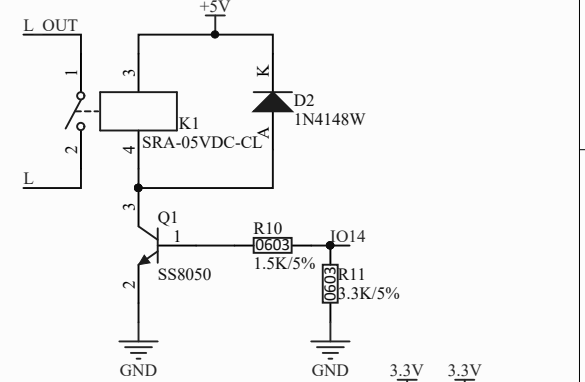 +5V
L OUT
1
3
K
D2
1N4148W
K1
SRA-05VDC-CL
A
2
4
L
3
Q1
1
R10
0603
1.5K/5%
IO14
SS8050
2
0603
R11
3.3K/5%
GND
GND
3.3V
3.3V